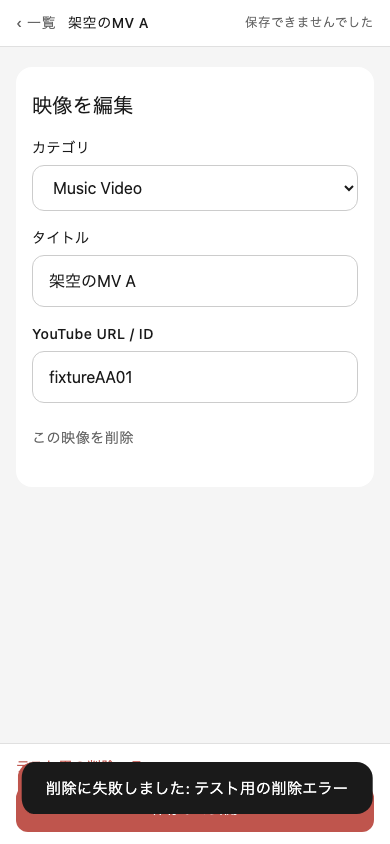 ‹ 一覧 架空のMV A 保存できませんでした
映像を編集
カテゴリ
Music Video
タイトル
架空のMV A
YouTube URL / ID
fixtureAA01
この映像を削除
削除に失敗しました: テスト用の削除エラー